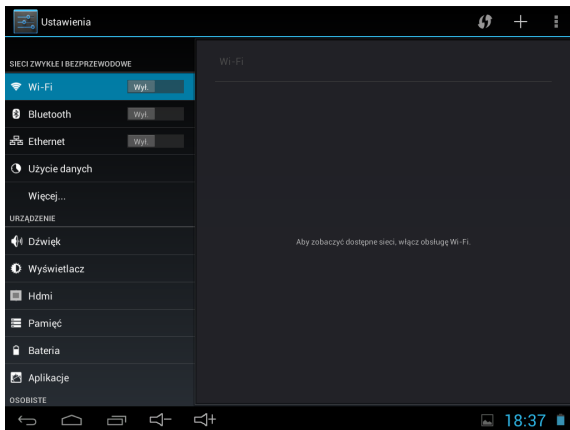 Ustawienia
SIECI ZWYKŁE I BEZPRZEWODOWE
Wi-Fi
Wył.
Bluetooth
Wył.
Ethernet
Wył.
Użycie danych
Więcej...
URZĄDZENIE
Dźwięk
Wyświetlacz
Hdmi
Pamięć
Bateria
Aplikacje
OSOBISTE
Wi-Fi
Aby zobaczyć dostępne sieci, włącz obsługę Wi-Fi.
18:37